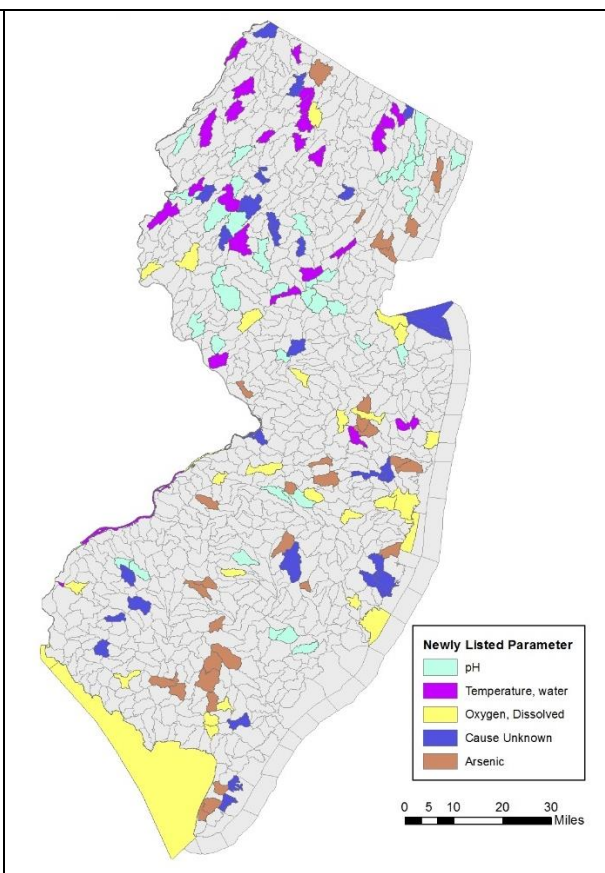 Newly Listed Parameter
pH
Temperature, water
Oxygen, Dissolved
Cause Unknown
Arsenic
0 5 10 20 30
Miles